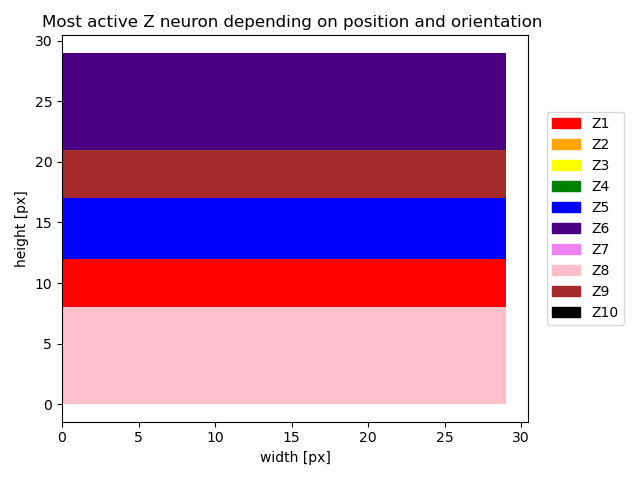 Most active Z neuron depending on position and orientation
30
25
20
15
10
5
0
height [px]
0 5 10 15 20 25 30
width [px]
Z1
Z2
Z3
Z4
Z5
Z6
Z7
Z8
Z9
Z10